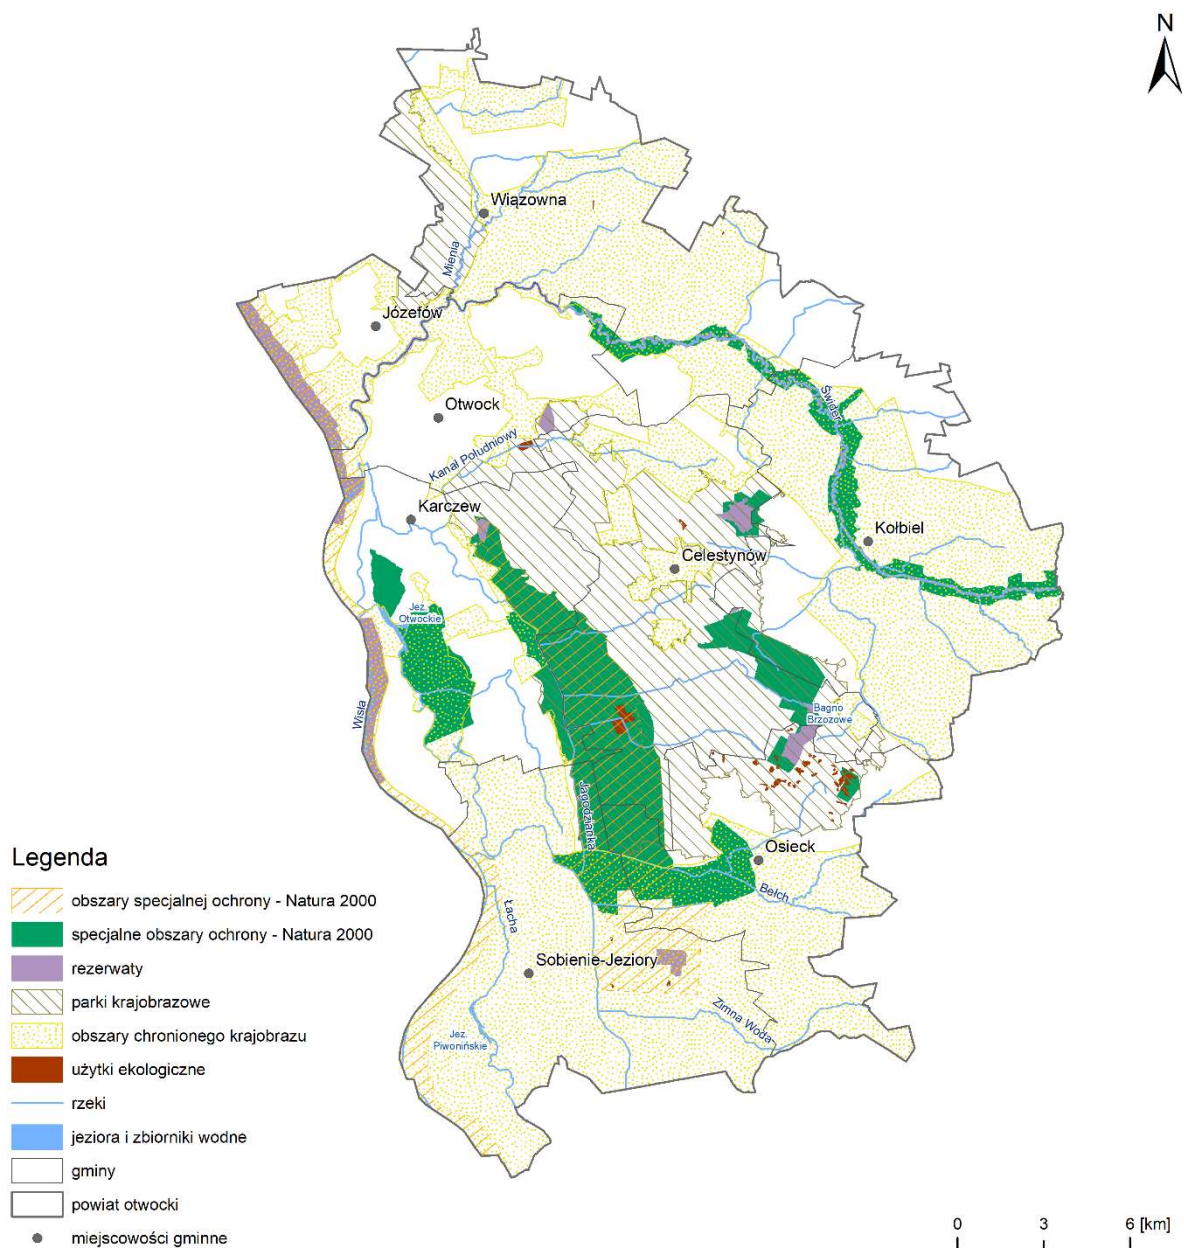 N
Wiązowna
Mienia
Józefów
Otwock
Świder
Kanał Południowy
Karczew
Kołbiel
Celestynów
Jez.
Otwockie
Wisła
Bagno
Brzozowe
Jagodzianka
Osieck
Bełch
Łacha
Sobienie-Jeziory
Zimna Woda
Jez.
Piwonińskie
Legenda
obszary specjalnej ochrony - Natura 2000
specjalne obszary ochrony - Natura 2000
rezerwaty
parki krajobrazowe
obszary chronionego krajobrazu
użytki ekologiczne
rzeki
jeziora i zbiorniki wodne
gminy
powiat otwocki
miejscowości gminne
0 3 6 [km]